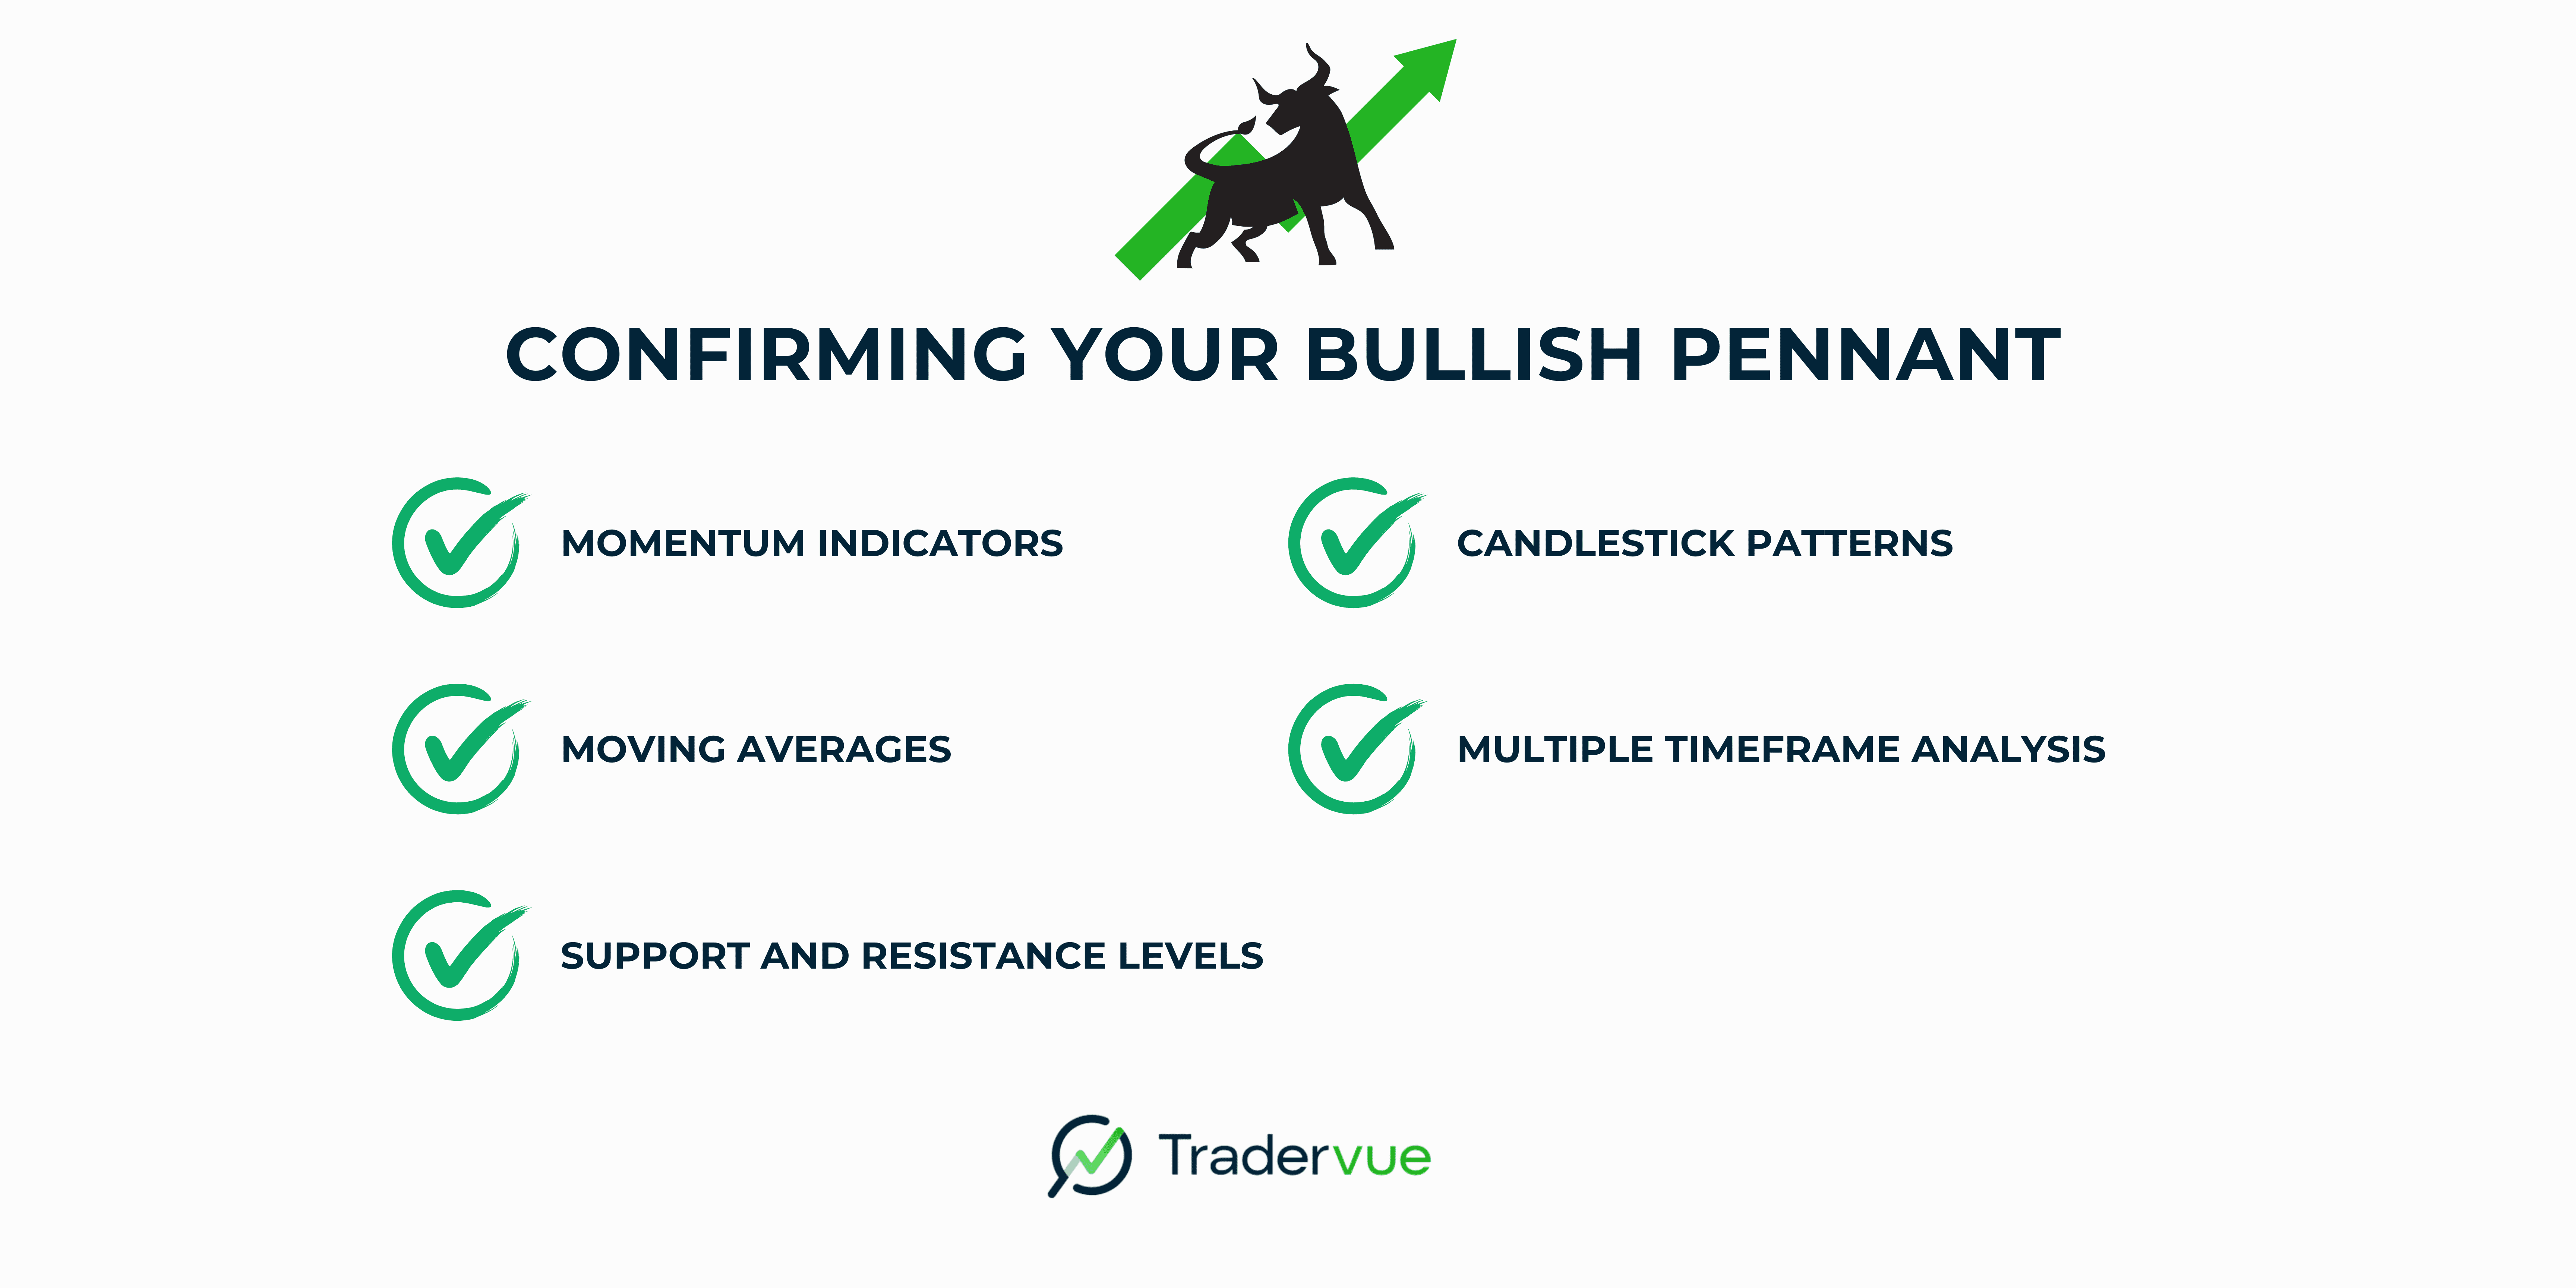 CONFIRMING YOUR BULLISH PENNANT
MOMENTUM INDICATORS
CANDLESTICK PATTERNS
MOVING AVERAGES
MULTIPLE TIMEFRAME ANALYSIS
SUPPORT AND RESISTANCE LEVELS
Tradervue